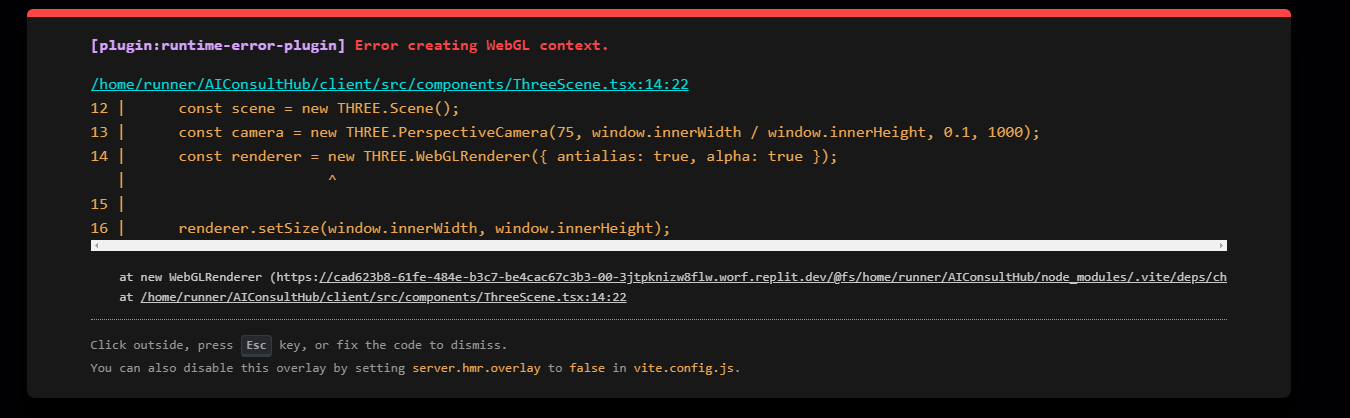 [plugin:runtime-error-plugin] Error creating WebGL context.
/home/runner/AIConsultHub/client/src/components/ThreeScene.tsx:14:22
12 |      const scene = new THREE.Scene();
13 |      const camera = new THREE.PerspectiveCamera(75, window.innerWidth / window.innerHeight, 0.1, 1000);
14 |      const renderer = new THREE.WebGLRenderer({ antialias: true, alpha: true });
   |                       ^
15 |
16 |      renderer.setSize(window.innerWidth, window.innerHeight);
at new WebGLRenderer (https://cad623b8-61fe-484e-b3c7-be4cac67c3b3-00-3jtpknizw8flw.worf.replit.dev/@fs/home/runner/AIConsultHub/node_modules/.vite/deps/ch
at /home/runner/AIConsultHub/client/src/components/ThreeScene.tsx:14:22
Click outside, press Esc key, or fix the code to dismiss.
You can also disable this overlay by setting server.hmr.overlay to false in vite.config.js.